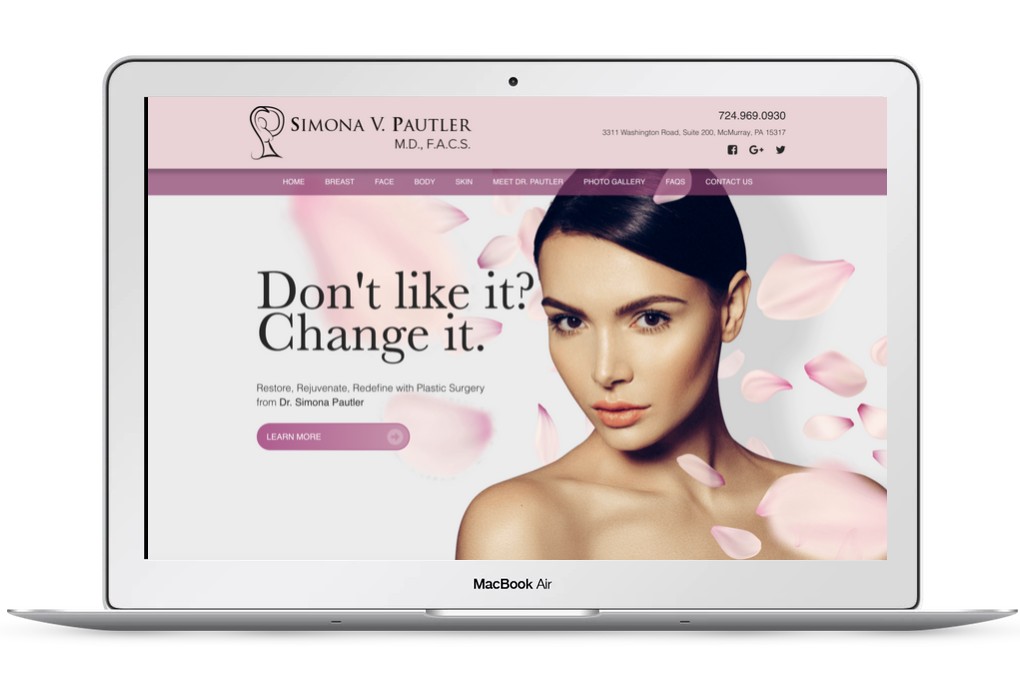 SIMONA V. PAUTLER
M.D., F.A.C.S.
724.969.0930
3311 Washington Road, Suite 200, McMurray, PA 15317
G+
HOME BREAST FACE BODY SKIN MEET DR. PAUTLER PHOTO GALLERY FAQS CONTACT US
Don't like it?
Change it.
Restore, Rejuvenate, Redefine with Plastic Surgery
from Dr. Simona Pautler
LEARN MORE
MacBook Air